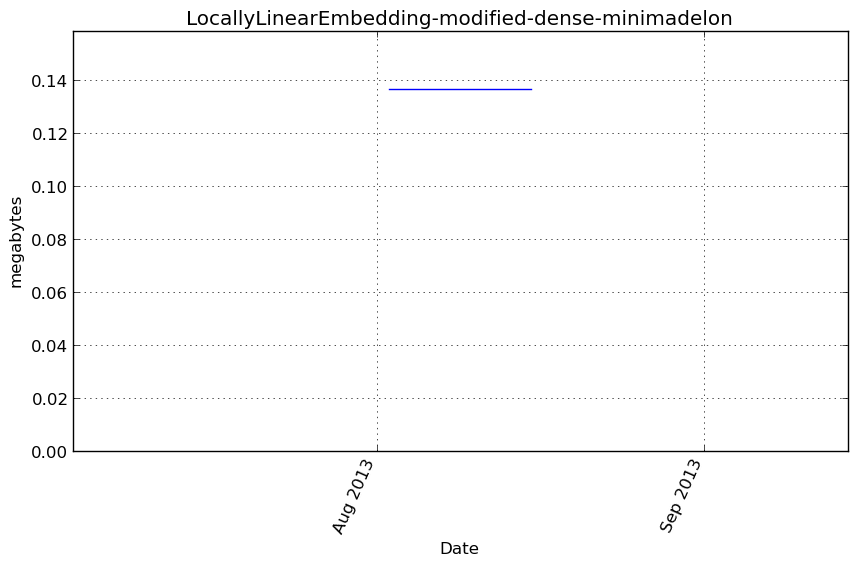 LocallyLinearEmbedding-modified-dense-minimadelon
0.14
0.12
0.10
0.08
0.06
0.04
0.02
0.00
megabytes
Aug 2013
Sep 2013
Date